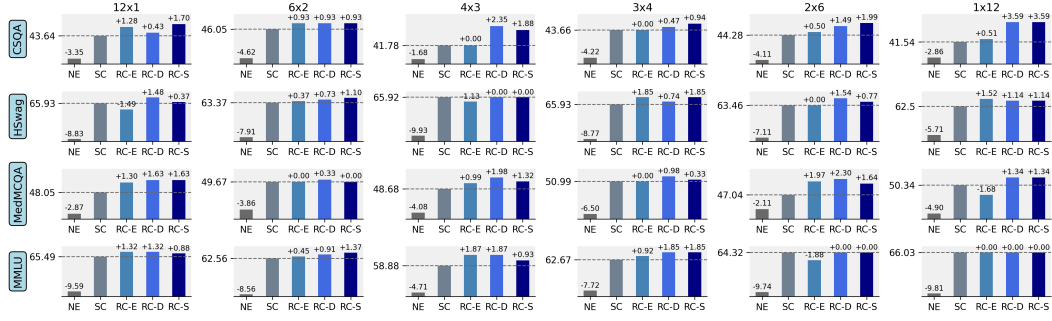 12x1 6x2 4x3 3x4 2x6 1x12
CSQA
43.64 -3.35 +1.28 +0.43 +1.70
NE SC RC-E RC-D RC-S
46.05 -4.62 +0.93 +0.93 +0.93
NE SC RC-E RC-D RC-S
41.78 -1.68 +0.00 +2.35 +1.88
NE SC RC-E RC-D RC-S
43.66 -4.22 +0.00 +0.47 +0.94
NE SC RC-E RC-D RC-S
44.28 -4.11 +0.50 +1.49 +1.99
NE SC RC-E RC-D RC-S
41.54 -2.86 +0.51 +3.59 +3.59
NE SC RC-E RC-D RC-S
HSwag
65.93 -8.83 -1.49 +1.48 +0.37
NE SC RC-E RC-D RC-S
63.37 -7.91 +0.37 +0.73 +1.10
NE SC RC-E RC-D RC-S
65.92 -9.93 -1.13 +0.00 +0.00
NE SC RC-E RC-D RC-S
65.93 -8.77 +1.85 +0.74 +1.85
NE SC RC-E RC-D RC-S
63.46 -7.11 +0.00 +1.54 +0.77
NE SC RC-E RC-D RC-S
62.5 -5.71 +1.52 +1.14 +1.14
NE SC RC-E RC-D RC-S
MedMCQA
48.05 -2.87 +1.30 +1.63 +1.63
NE SC RC-E RC-D RC-S
49.67 -3.86 +0.00 +0.33 +0.00
NE SC RC-E RC-D RC-S
48.68 -4.08 +0.99 +1.98 +1.32
NE SC RC-E RC-D RC-S
50.99 -6.50 +0.00 +0.98 +0.33
NE SC RC-E RC-D RC-S
47.04 -2.11 +1.97 +2.30 +1.64
NE SC RC-E RC-D RC-S
50.34 -4.90 -1.68 +1.34 +1.34
NE SC RC-E RC-D RC-S
MMLU
65.49 -9.59 +1.32 +1.32 +0.88
NE SC RC-E RC-D RC-S
62.56 -8.56 +0.45 +0.91 +1.37
NE SC RC-E RC-D RC-S
58.88 -4.71 +1.87 +1.87 +0.93
NE SC RC-E RC-D RC-S
62.67 -7.72 +0.92 +1.85 +1.85
NE SC RC-E RC-D RC-S
64.32 -9.74 -1.88 +0.00 +0.00
NE SC RC-E RC-D RC-S
66.03 -9.81 +0.00 +0.00 +0.00
NE SC RC-E RC-D RC-S